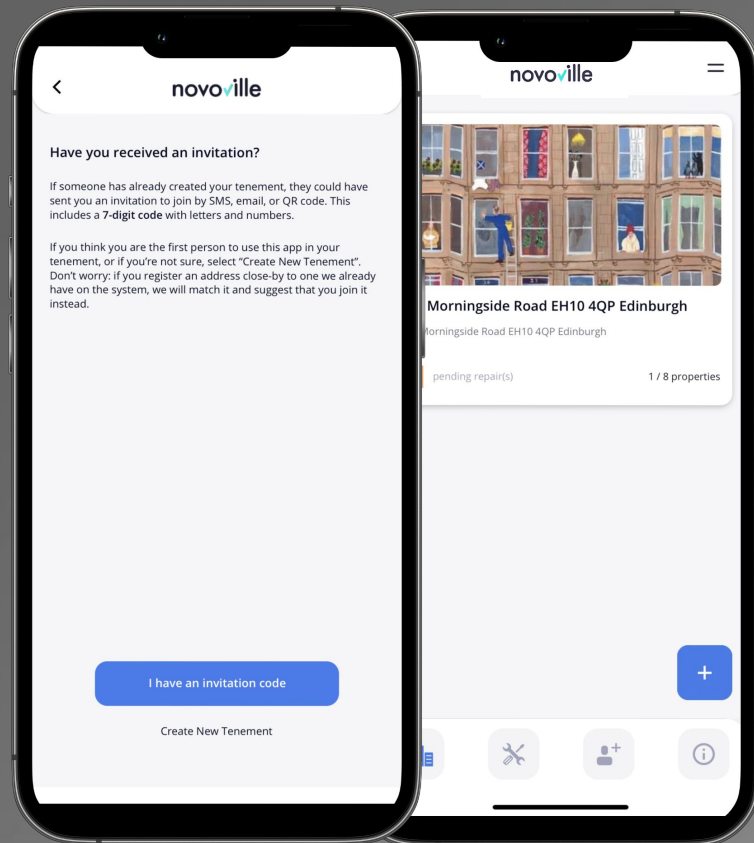 novoville
Have you received an invitation?
If someone has already created your tenement, they could have
sent you an invitation to join by SMS, email, or QR code. This
includes a 7-digit code with letters and numbers.
If you think you are the first person to use this app in your
tenement, or if you’re not sure, select “Create New Tenement”.
Don’t worry: if you register an address close-by to one we already
have on the system, we will match it and suggest that you join it
instead.
I have an invitation code
Create New Tenement
novoville
Morningside Road EH10 4QP Edinburgh
Morningside Road EH10 4QP Edinburgh
pending repair(s)
1 / 8 properties